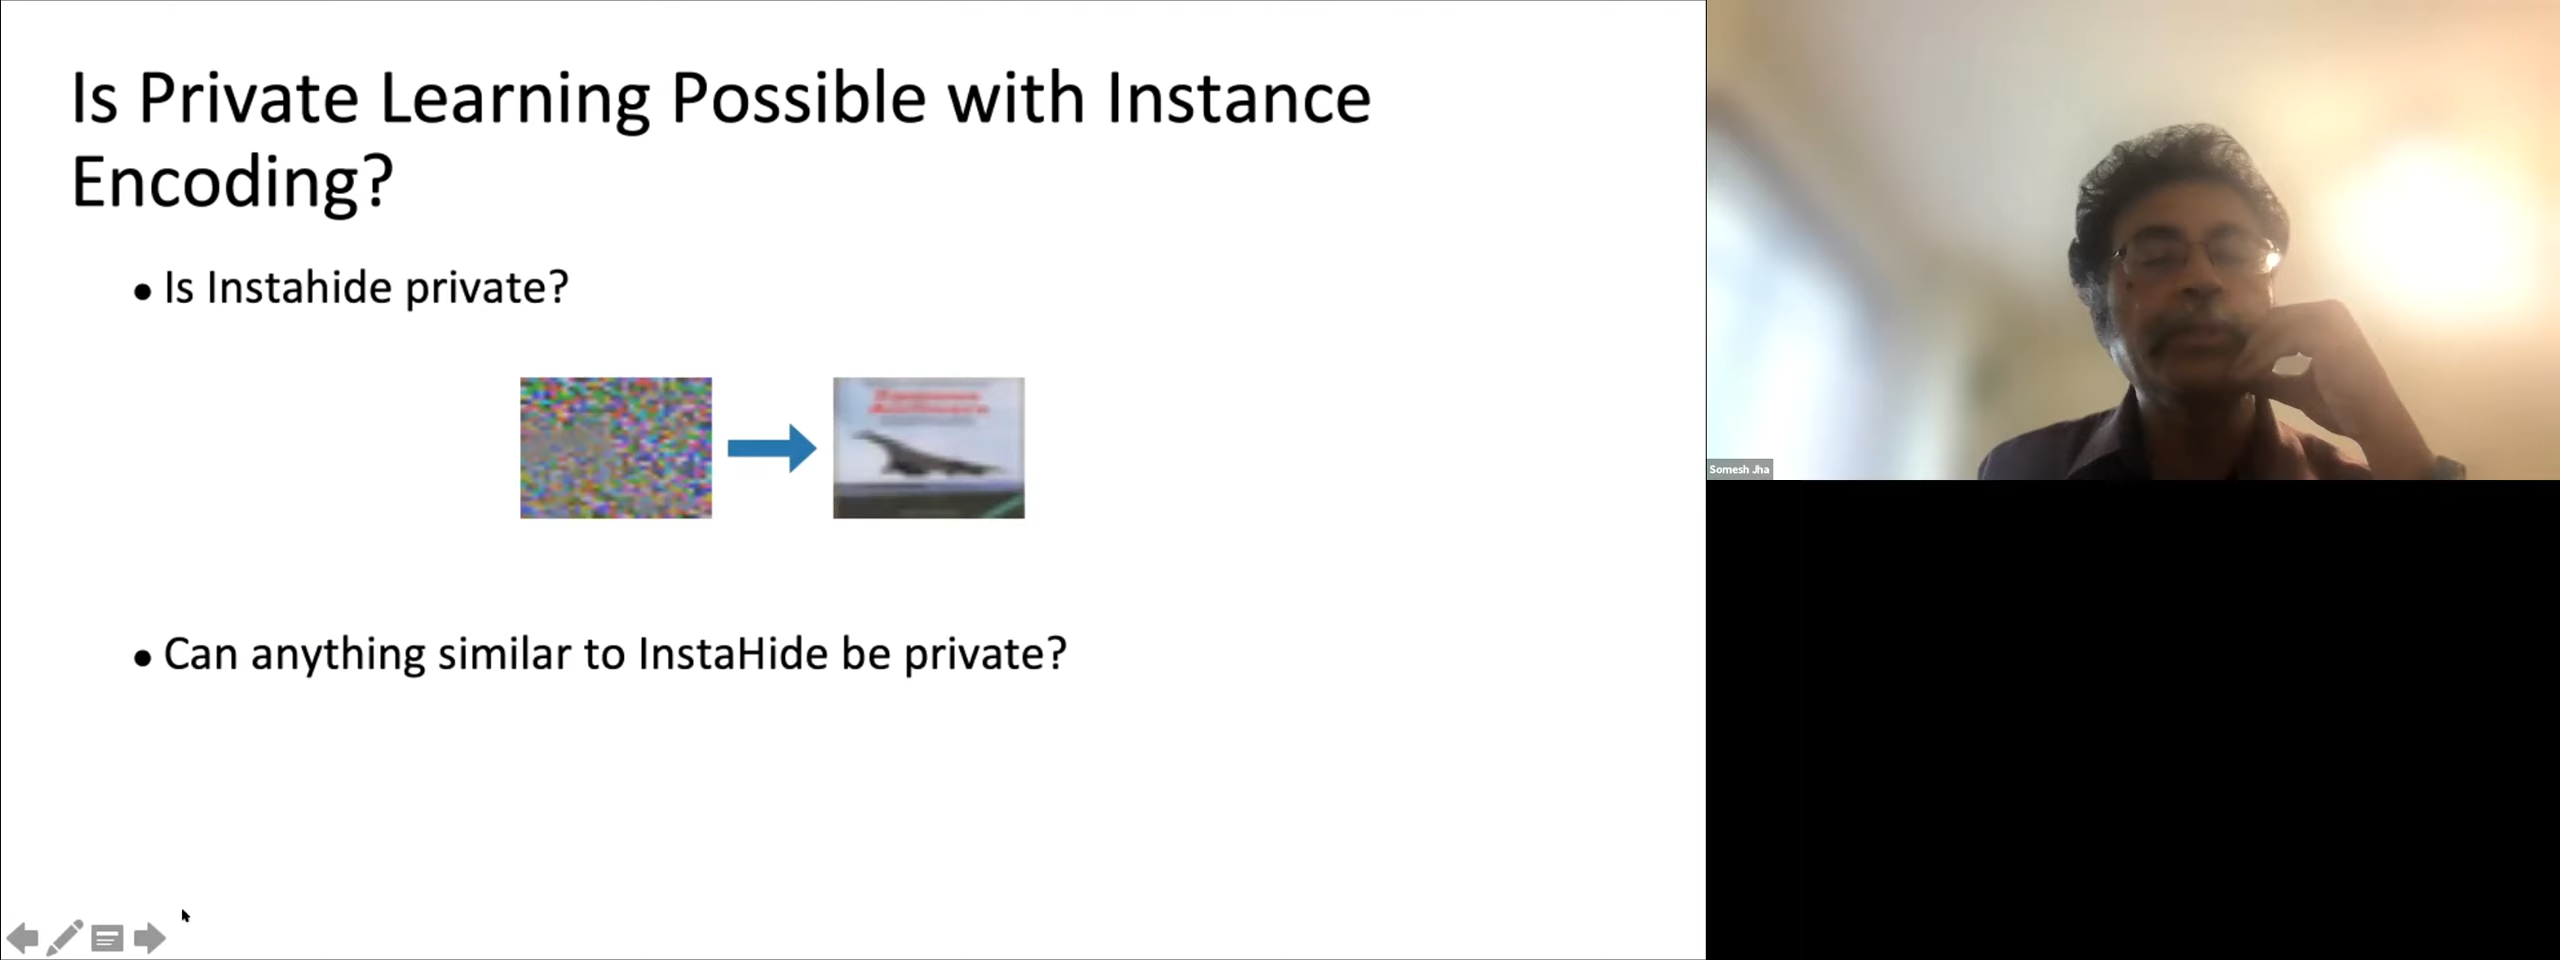 Is Private Learning Possible with Instance
Encoding?
• Is Instahide private?
• Can anything similar to InstaHide be private?
Somesh Jha